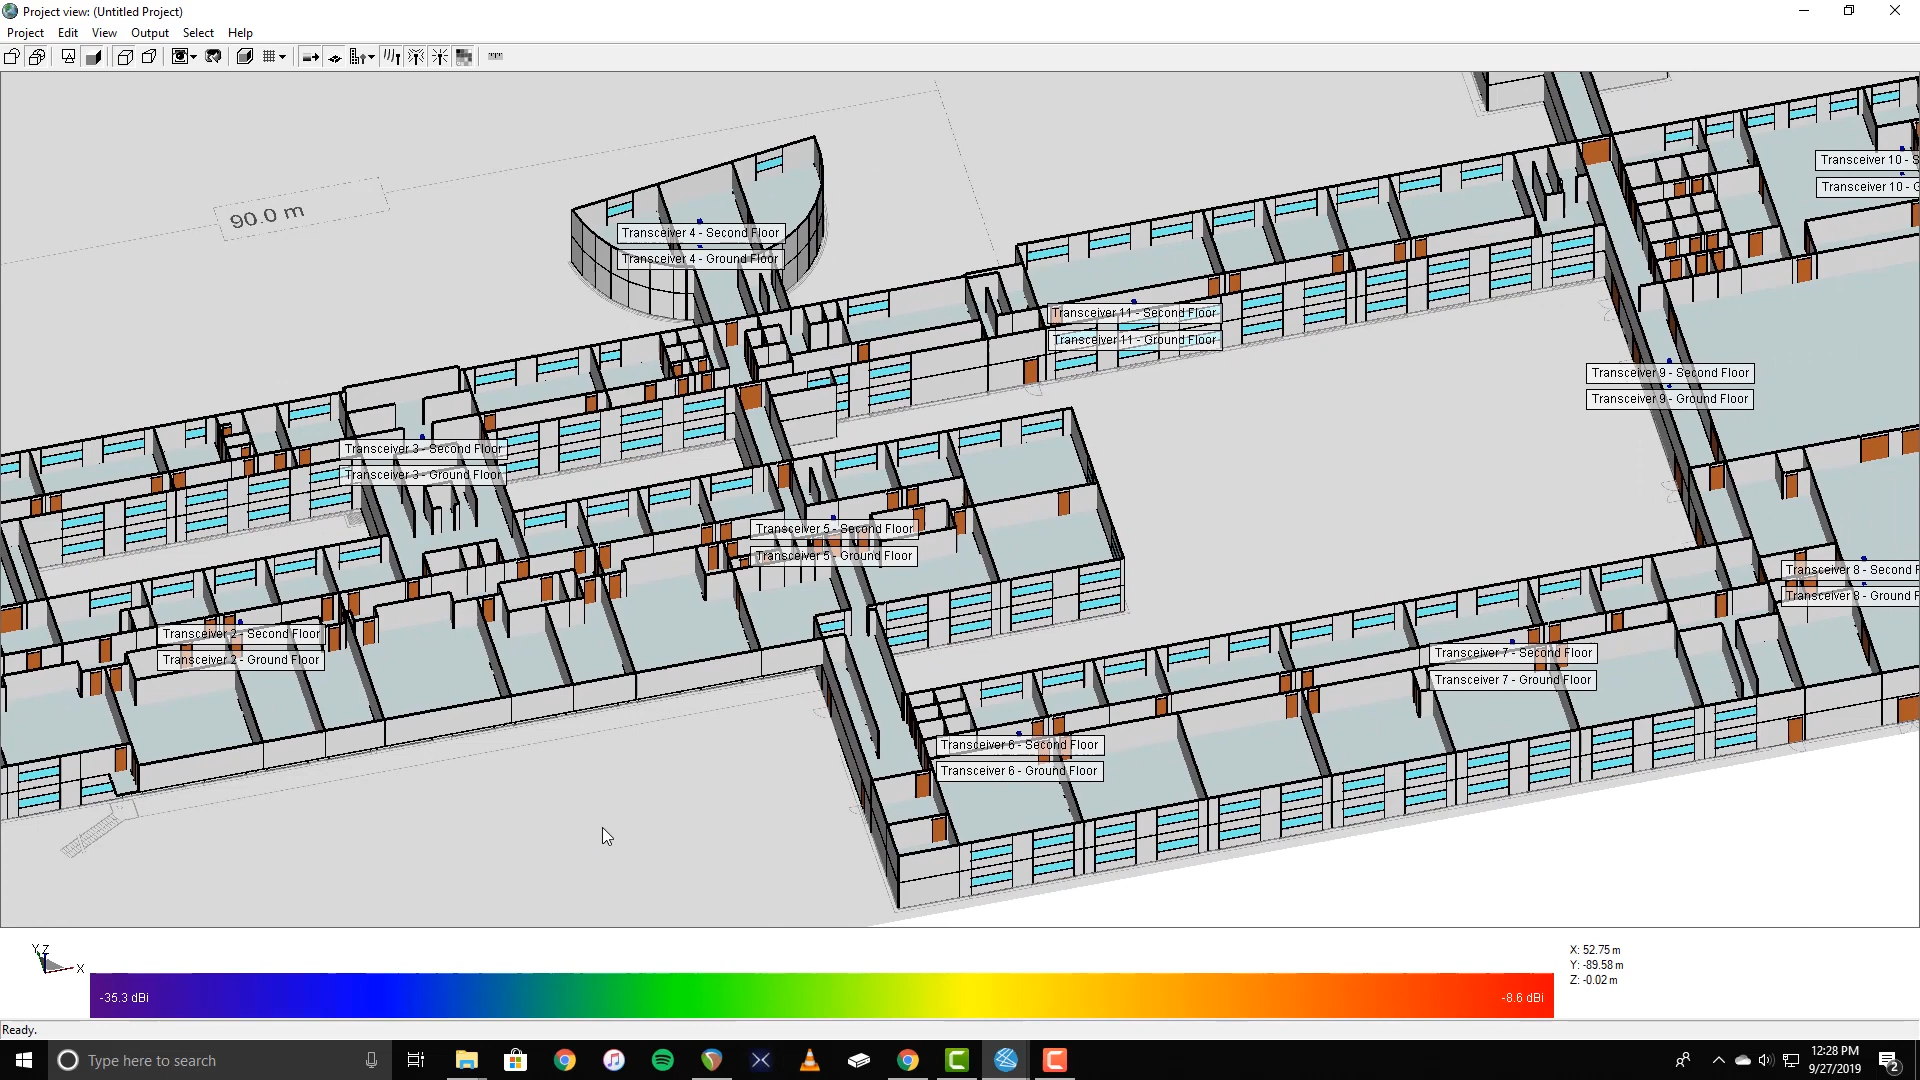 Project view: (Untitled Project)
Project Edit View Output Select Help
90.0 m
Transceiver 4 - Second Floor
Transceiver 4 - Ground Floor
Transceiver 10 - S
Transceiver 10 - G
Transceiver 11 - Second Floor
Transceiver 11 - Ground Floor
Transceiver 9 - Second Floor
Transceiver 9 - Ground Floor
Transceiver 3 - Second Floor
Transceiver 3 - Ground Floor
Transceiver 5 - Second Floor
Transceiver 5 - Ground Floor
Transceiver 8 - Second F
Transceiver 8 - Ground F
Transceiver 2 - Second Floor
Transceiver 2 - Ground Floor
Transceiver 7 - Second Floor
Transceiver 7 - Ground Floor
Transceiver 6 - Second Floor
Transceiver 6 - Ground Floor
Y Z
X
X: 52.75 m
Y: -89.58 m
Z: -0.02 m
-35.3 dBi
-8.6 dBi
Ready.
Type here to search
12:28 PM
9/27/2019
2